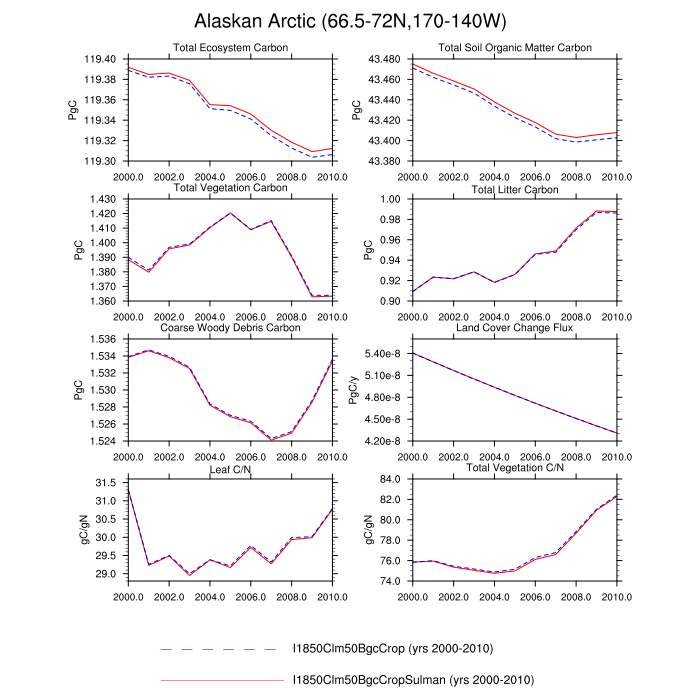 Alaskan Arctic (66.5-72N,170-140W)
Total Ecosystem Carbon
119.40
119.38
119.36
119.34
119.32
119.30
PgC
2000.0 2002.0 2004.0 2006.0 2008.0 2010.0
Total Soil Organic Matter Carbon
43.480
43.460
43.440
43.420
43.400
43.380
PgC
2000.0 2002.0 2004.0 2006.0 2008.0 2010.0
Total Vegetation Carbon
1.430
1.420
1.410
1.400
1.390
1.380
1.370
1.360
PgC
2000.0 2002.0 2004.0 2006.0 2008.0 2010.0
Total Litter Carbon
1.00
0.98
0.96
0.94
0.92
0.90
PgC
2000.0 2002.0 2004.0 2006.0 2008.0 2010.0
Coarse Woody Debris Carbon
1.536
1.534
1.532
1.530
1.528
1.526
1.524
PgC
2000.0 2002.0 2004.0 2006.0 2008.0 2010.0
Land Cover Change Flux
5.40e-8
5.10e-8
4.80e-8
4.50e-8
4.20e-8
PgC/y
2000.0 2002.0 2004.0 2006.0 2008.0 2010.0
Leaf C/N
31.5
31.0
30.5
30.0
29.5
29.0
gC/gN
2000.0 2002.0 2004.0 2006.0 2008.0 2010.0
Total Vegetation C/N
84.0
82.0
80.0
78.0
76.0
74.0
gC/gN
2000.0 2002.0 2004.0 2006.0 2008.0 2010.0
I1850Clm50BgcCrop (yrs 2000-2010)
I1850Clm50BgcCropSulman (yrs 2000-2010)